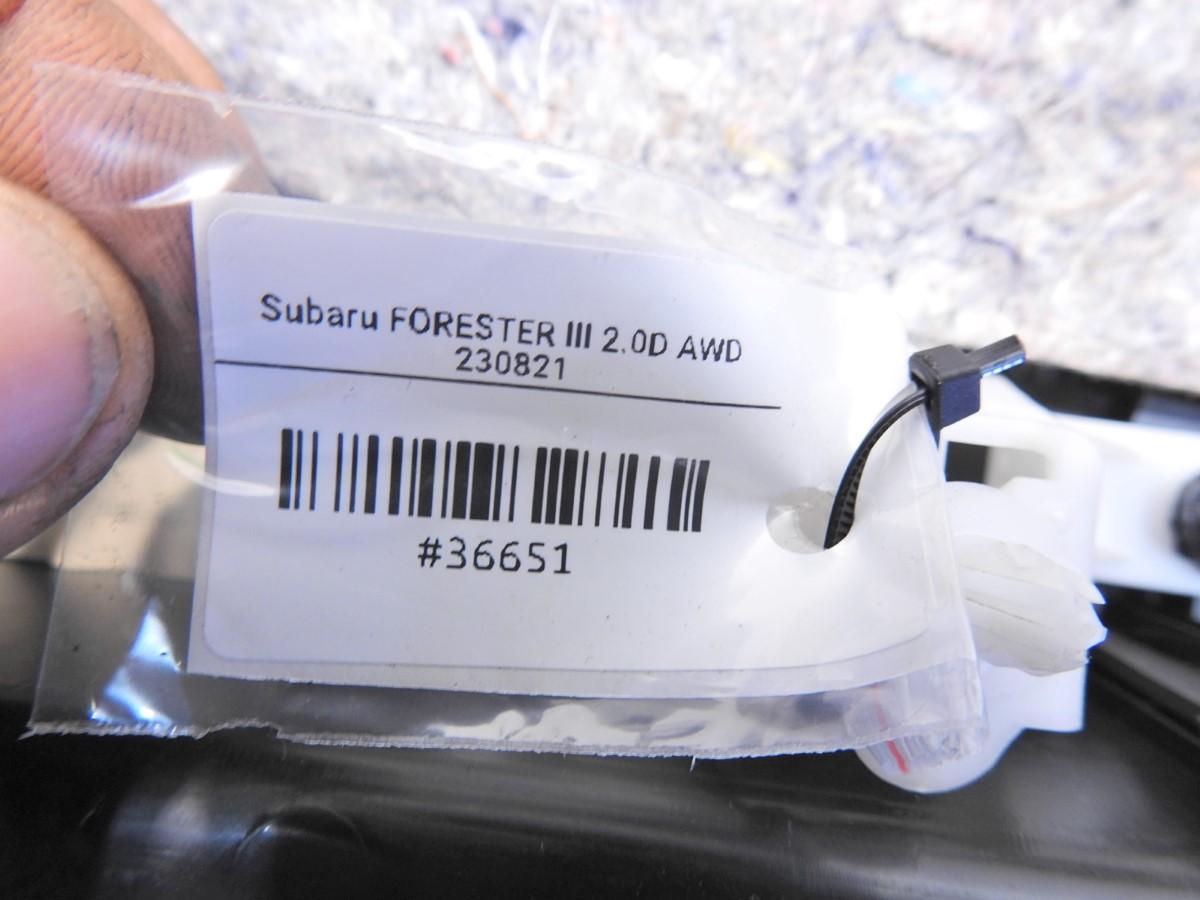 Subaru FORESTER III 2.0D AWD
230821
#36651